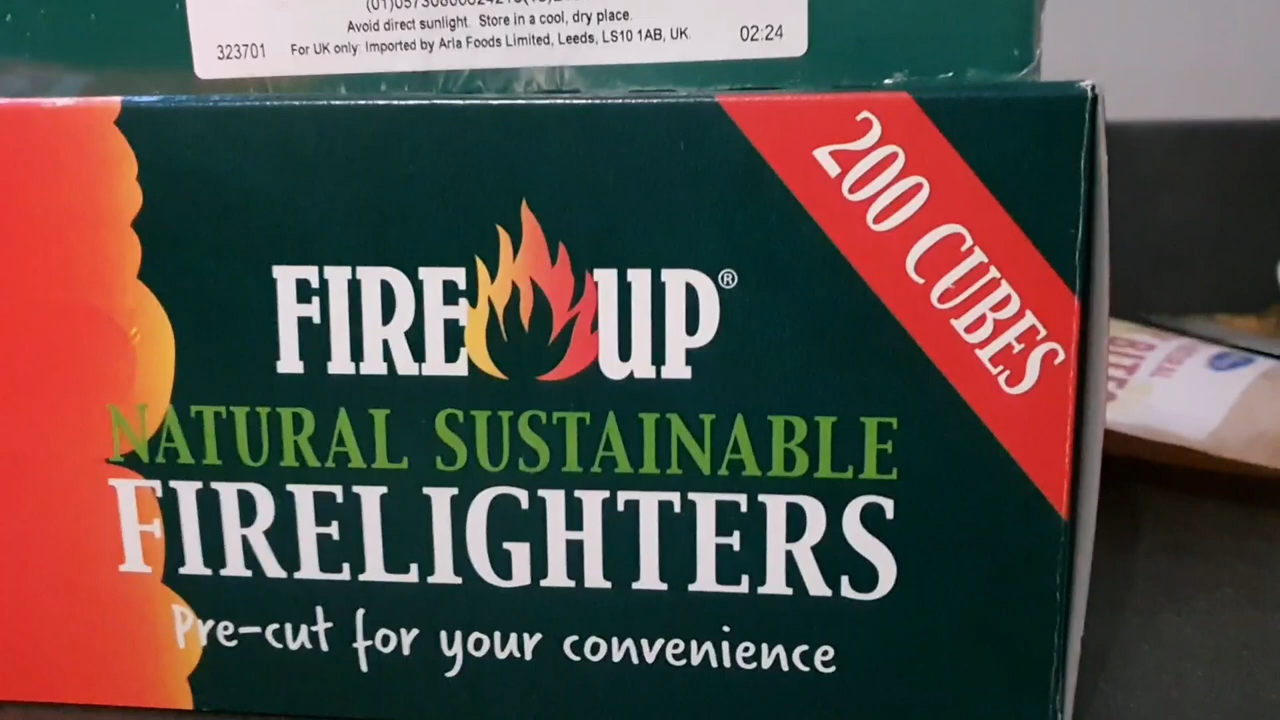 Avoid direct sunlight. Store in a cool, dry place.
323701 For UK only: Imported by Arla Foods Limited, Leeds, LS10 1AB, UK. 02:24
200 CUBES
FIRE UP®
NATURAL SUSTAINABLE
FIRELIGHTERS
Pre-cut for your convenience
BITES